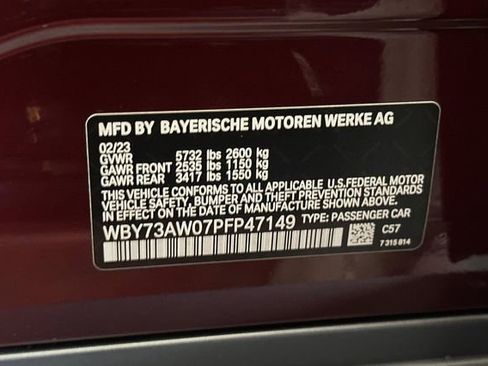 MFD BY BAYERISCHE MOTOREN WERKE AG
02/23
GVWR 5732 lbs 2600 kg
GAWR FRONT 2535 lbs 1150 kg
GAWR REAR 3417 lbs 1550 kg
THIS VEHICLE CONFORMS TO ALL APPLICABLE U.S.FEDERAL MOTOR
VEHICLE SAFETY, BUMPER, AND THEFT PREVENTION STANDARDS
IN EFFECT ON THE DATE OF MANUFACTURE SHOWN ABOVE.
WBY73AW07PFP47149 TYPE: PASSENGER CAR
C57
7 315 814